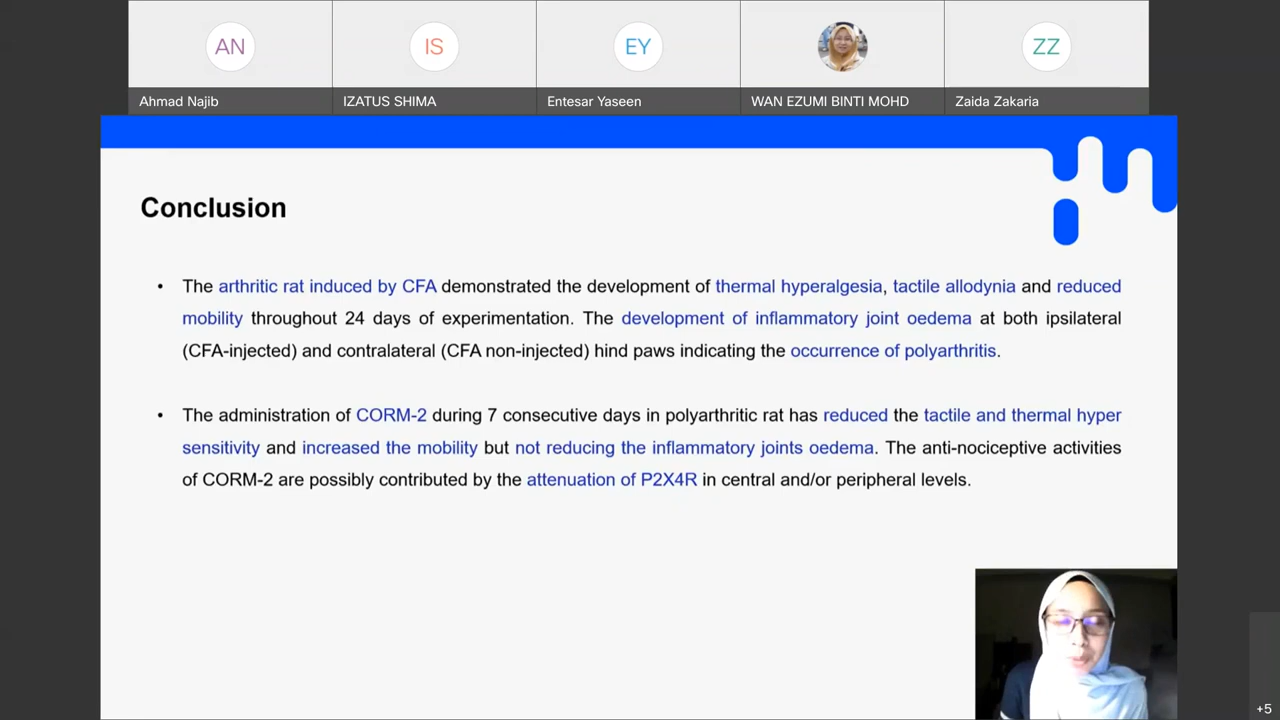 AN
IS
EY
ZZ
Ahmad Najib
IZATUS SHIMA
Entesar Yaseen
WAN EZUMI BINTI MOHD
Zaida Zakaria
Conclusion
• The arthritic rat induced by CFA demonstrated the development of thermal hyperalgesia, tactile allodynia and reduced
mobility throughout 24 days of experimentation. The development of inflammatory joint oedema at both ipsilateral
(CFA-injected) and contralateral (CFA non-injected) hind paws indicating the occurrence of polyarthritis.
• The administration of CORM-2 during 7 consecutive days in polyarthritic rat has reduced the tactile and thermal hyper
sensitivity and increased the mobility but not reducing the inflammatory joints oedema. The anti-nociceptive activities
of CORM-2 are possibly contributed by the attenuation of P2X4R in central and/or peripheral levels.
+5